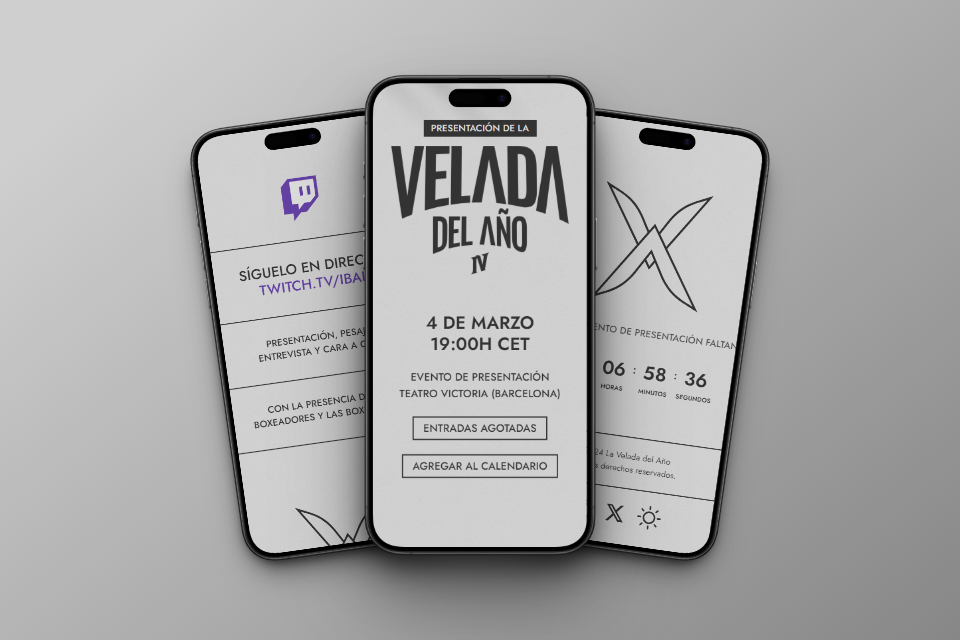 SÍGUELO EN DIREC
TWITCH.TV/IBAI
PRESENTACIÓN, PESAJ
ENTREVISTA Y CARA A C
CON LA PRESENCIA D
BOXEADORES Y LAS BOX
PRESENTACIÓN DE LA
VELADA
DEL AÑO
IV
4 DE MARZO
19:00H CET
EVENTO DE PRESENTACIÓN
TEATRO VICTORIA (BARCELONA)
ENTRADAS AGOTADAS
AGREGAR AL CALENDARIO
ENTO DE PRESENTACIÓN FALTAN
06 : 58 : 36
HORAS MINUTOS SEGUNDOS
24 La Velada del Año
s derechos reservados.